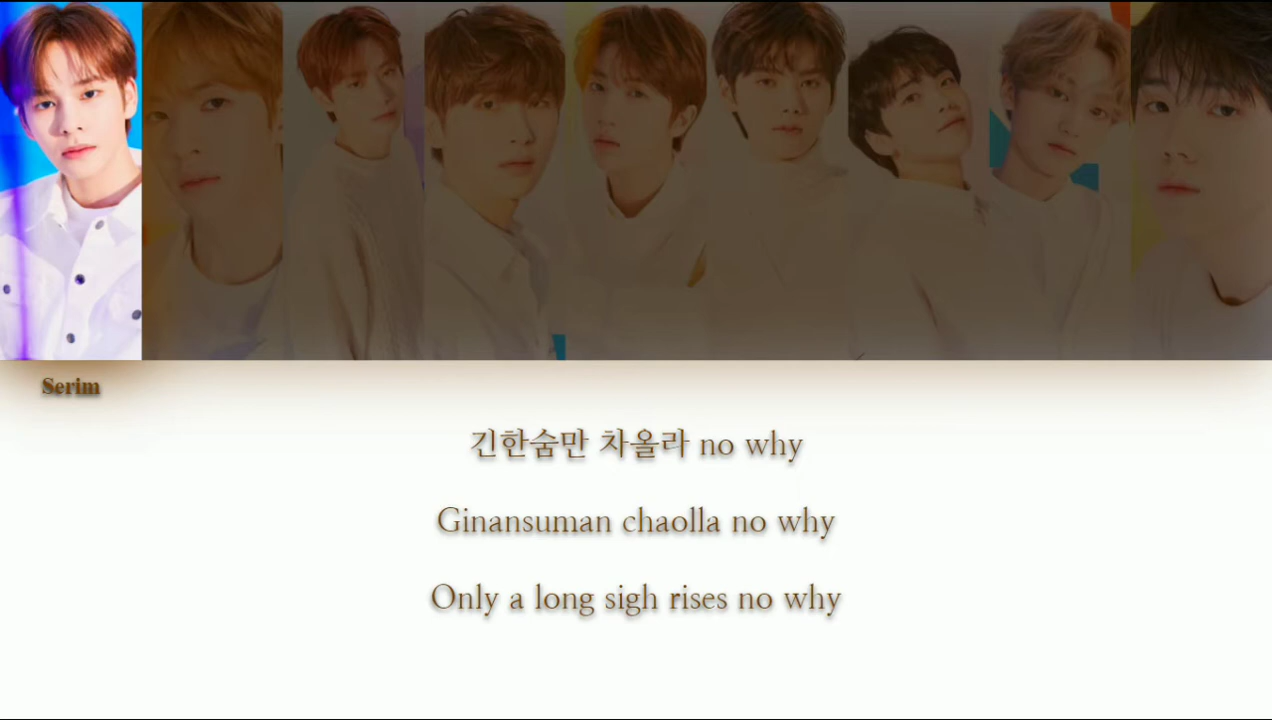 Serim
긴한숨만 차올라 no why
Ginansuman chaolla no why
Only a long sigh rises no why